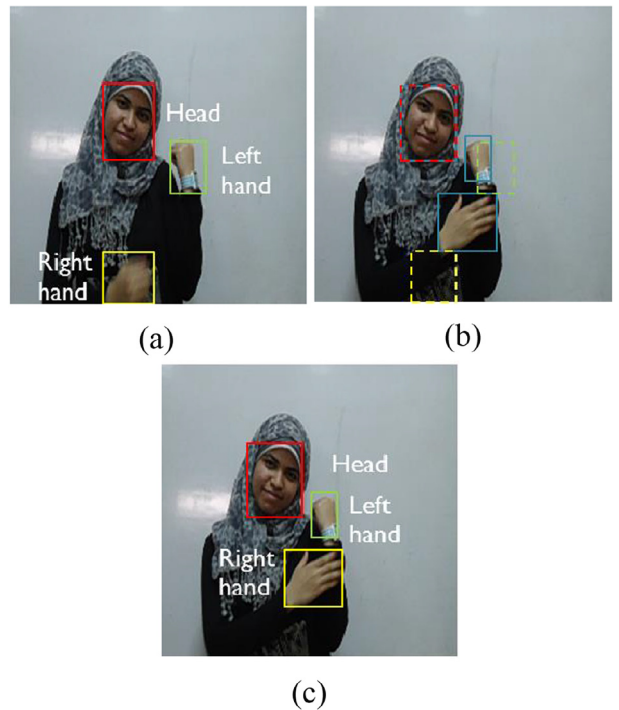 Head
Left
hand
Right
hand
(a)
(b)
Head
Left
hand
Right
hand
(c)